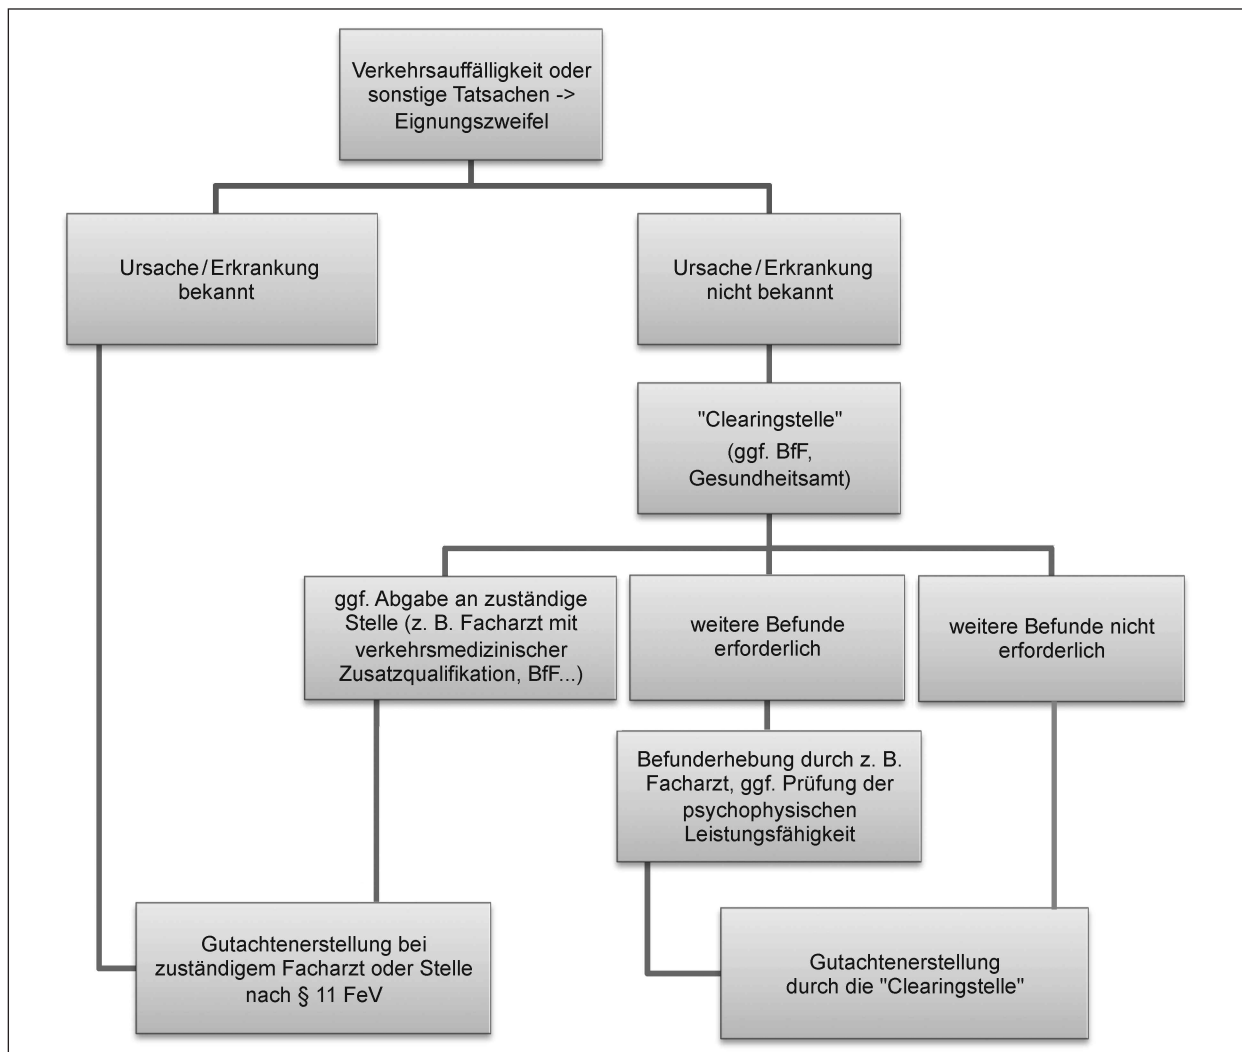 Verkehrsauffälligkeit oder
sonstige Tatsachen ->
Eignungszweifel
Ursache/Erkrankung
bekannt
Ursache/Erkrankung
nicht bekannt
"Clearingstelle"
(ggf. BfF,
Gesundheitsamt)
ggf. Abgabe an zuständige
Stelle (z. B. Facharzt mit
verkehrsmedizinischer
Zusatzqualifikation, BfF...)
weitere Befunde
erforderlich
weitere Befunde nicht
erforderlich
Befunderhebung durch z. B.
Facharzt, ggf. Prüfung der
psychophysischen
Leistungsfähigkeit
Gutachtenerstellung bei
zuständigem Facharzt oder Stelle
nach § 11 FeV
Gutachtenerstellung
durch die "Clearingstelle"